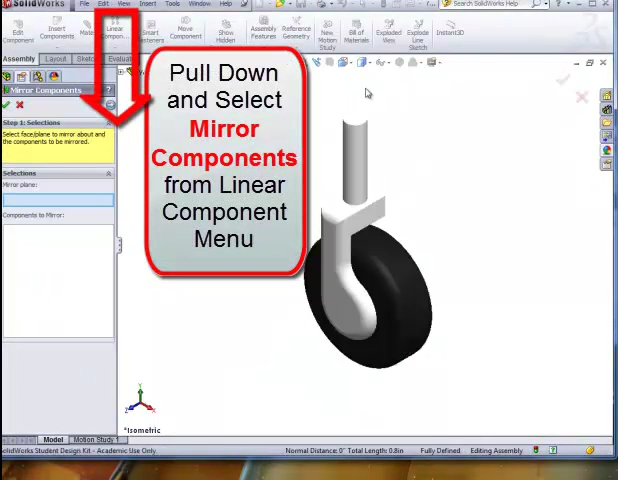 SolidWorks
File Edit View Insert Tools
Search SolidWorks Help
Edit Component
Insert Components
Mate
Linear Compon...
Smart Fasteners
Move Component
Show Hidden
Assembly Features
Reference Geometry
New Motion Study
Bill of Materials
Exploded View
Explode Line Sketch
Instant3D
Assembly Layout Sketch Evaluate
Mirror Components ?
Step 1: Selections
Select face/plane to mirror about and
the components to be mirrored.
Selections
Mirror plane:
Components to Mirror:
Pull Down
and Select
Mirror
Components
from Linear
Component
Menu
*Isometric
Model Motion Study 1
SolidWorks Student Design Kit - Academic Use Only.
Normal Distance: 0" Total Length: 0.8in Fully Defined Editing Assembly